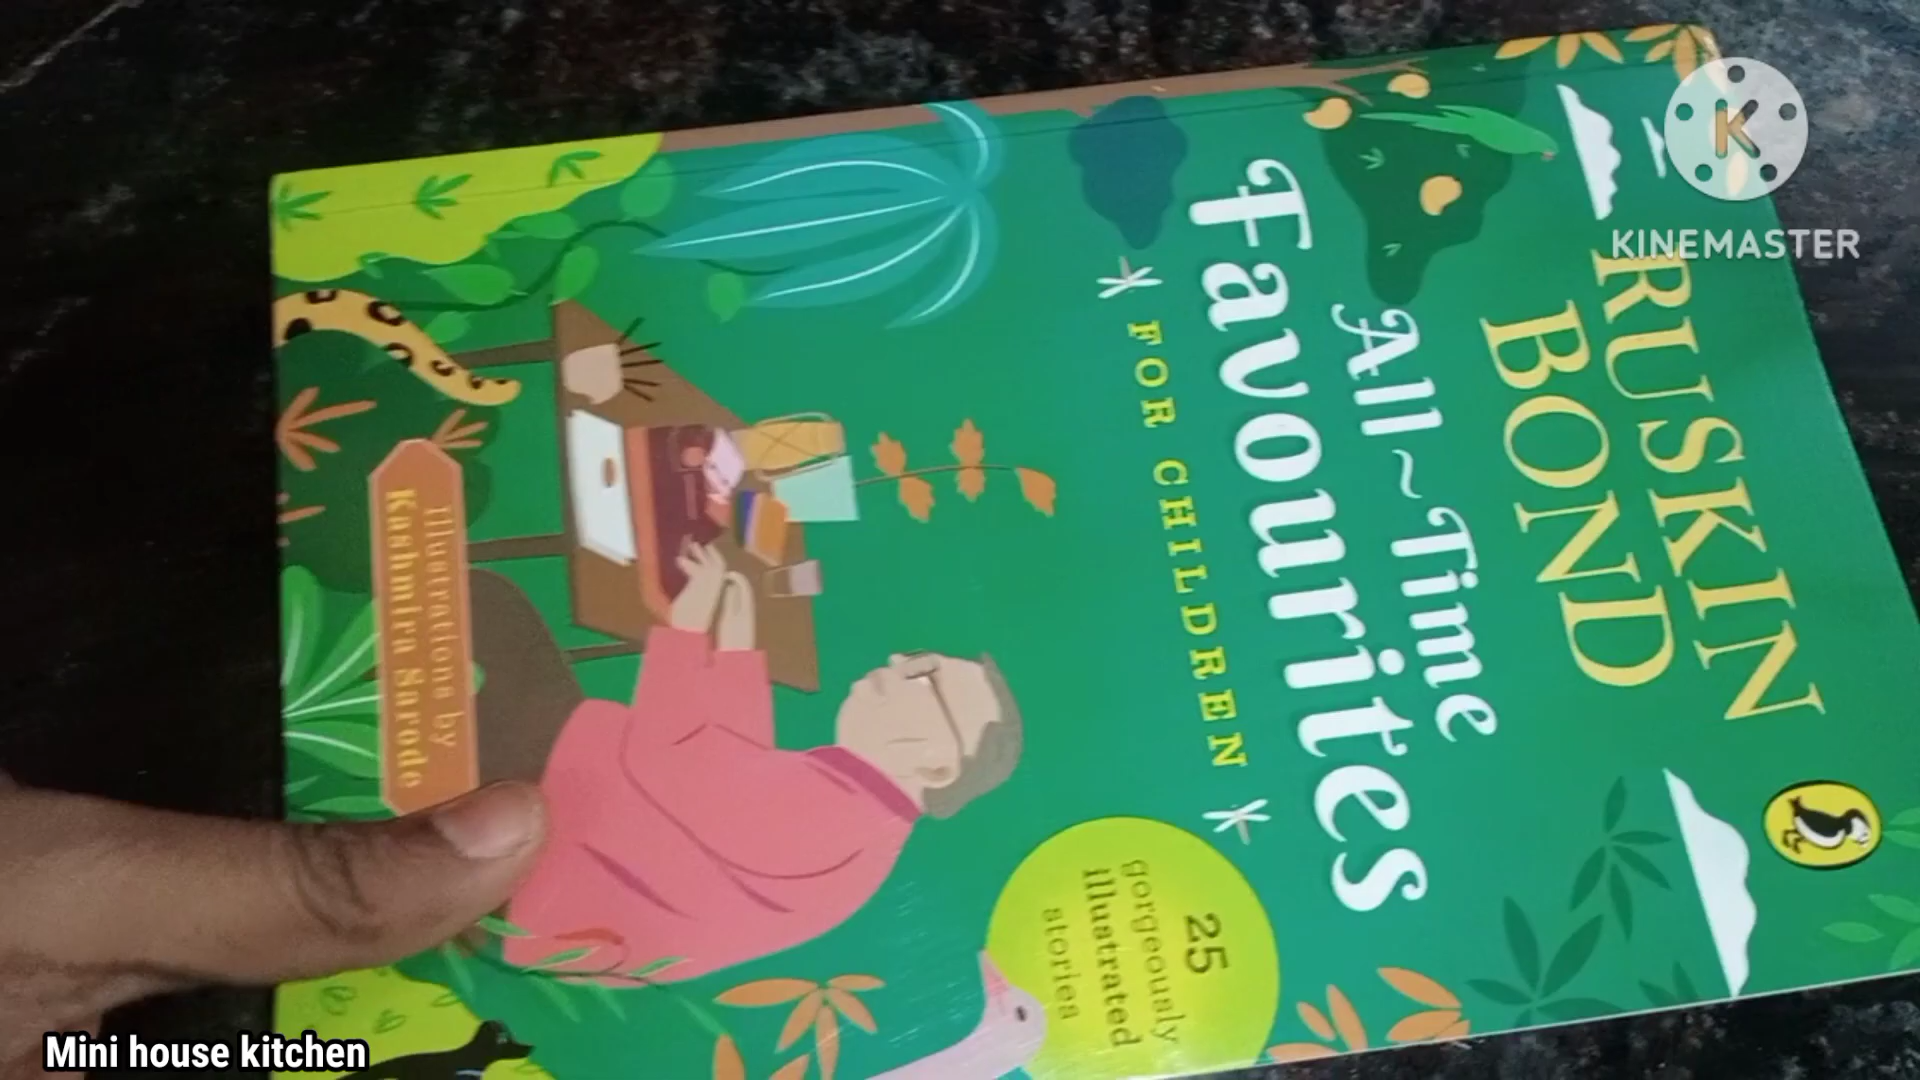 RUSKIN
BOND
All~Time
Favourites
FOR CHILDREN
25
gorgeously
illustrated
stories
Illustrations by
Kashmira Sarode
K
KINEMASTER
Mini house kitchen